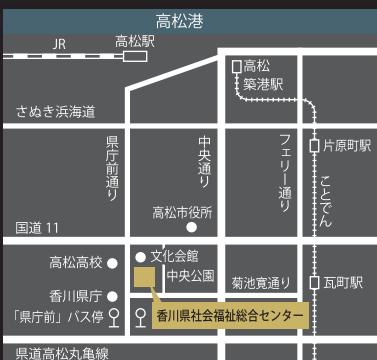 高松港
JR
高松駅
高松
築港駅
さぬき浜海道
県庁前通り
中央通り
フェリー通り
片原町駅
ことでん
高松市役所
国道 11
高松高校
文化会館
中央公園
菊池寛通り
瓦町駅
香川県庁
「県庁前」バス停
香川県社会福祉総合センター
県道高松丸亀線